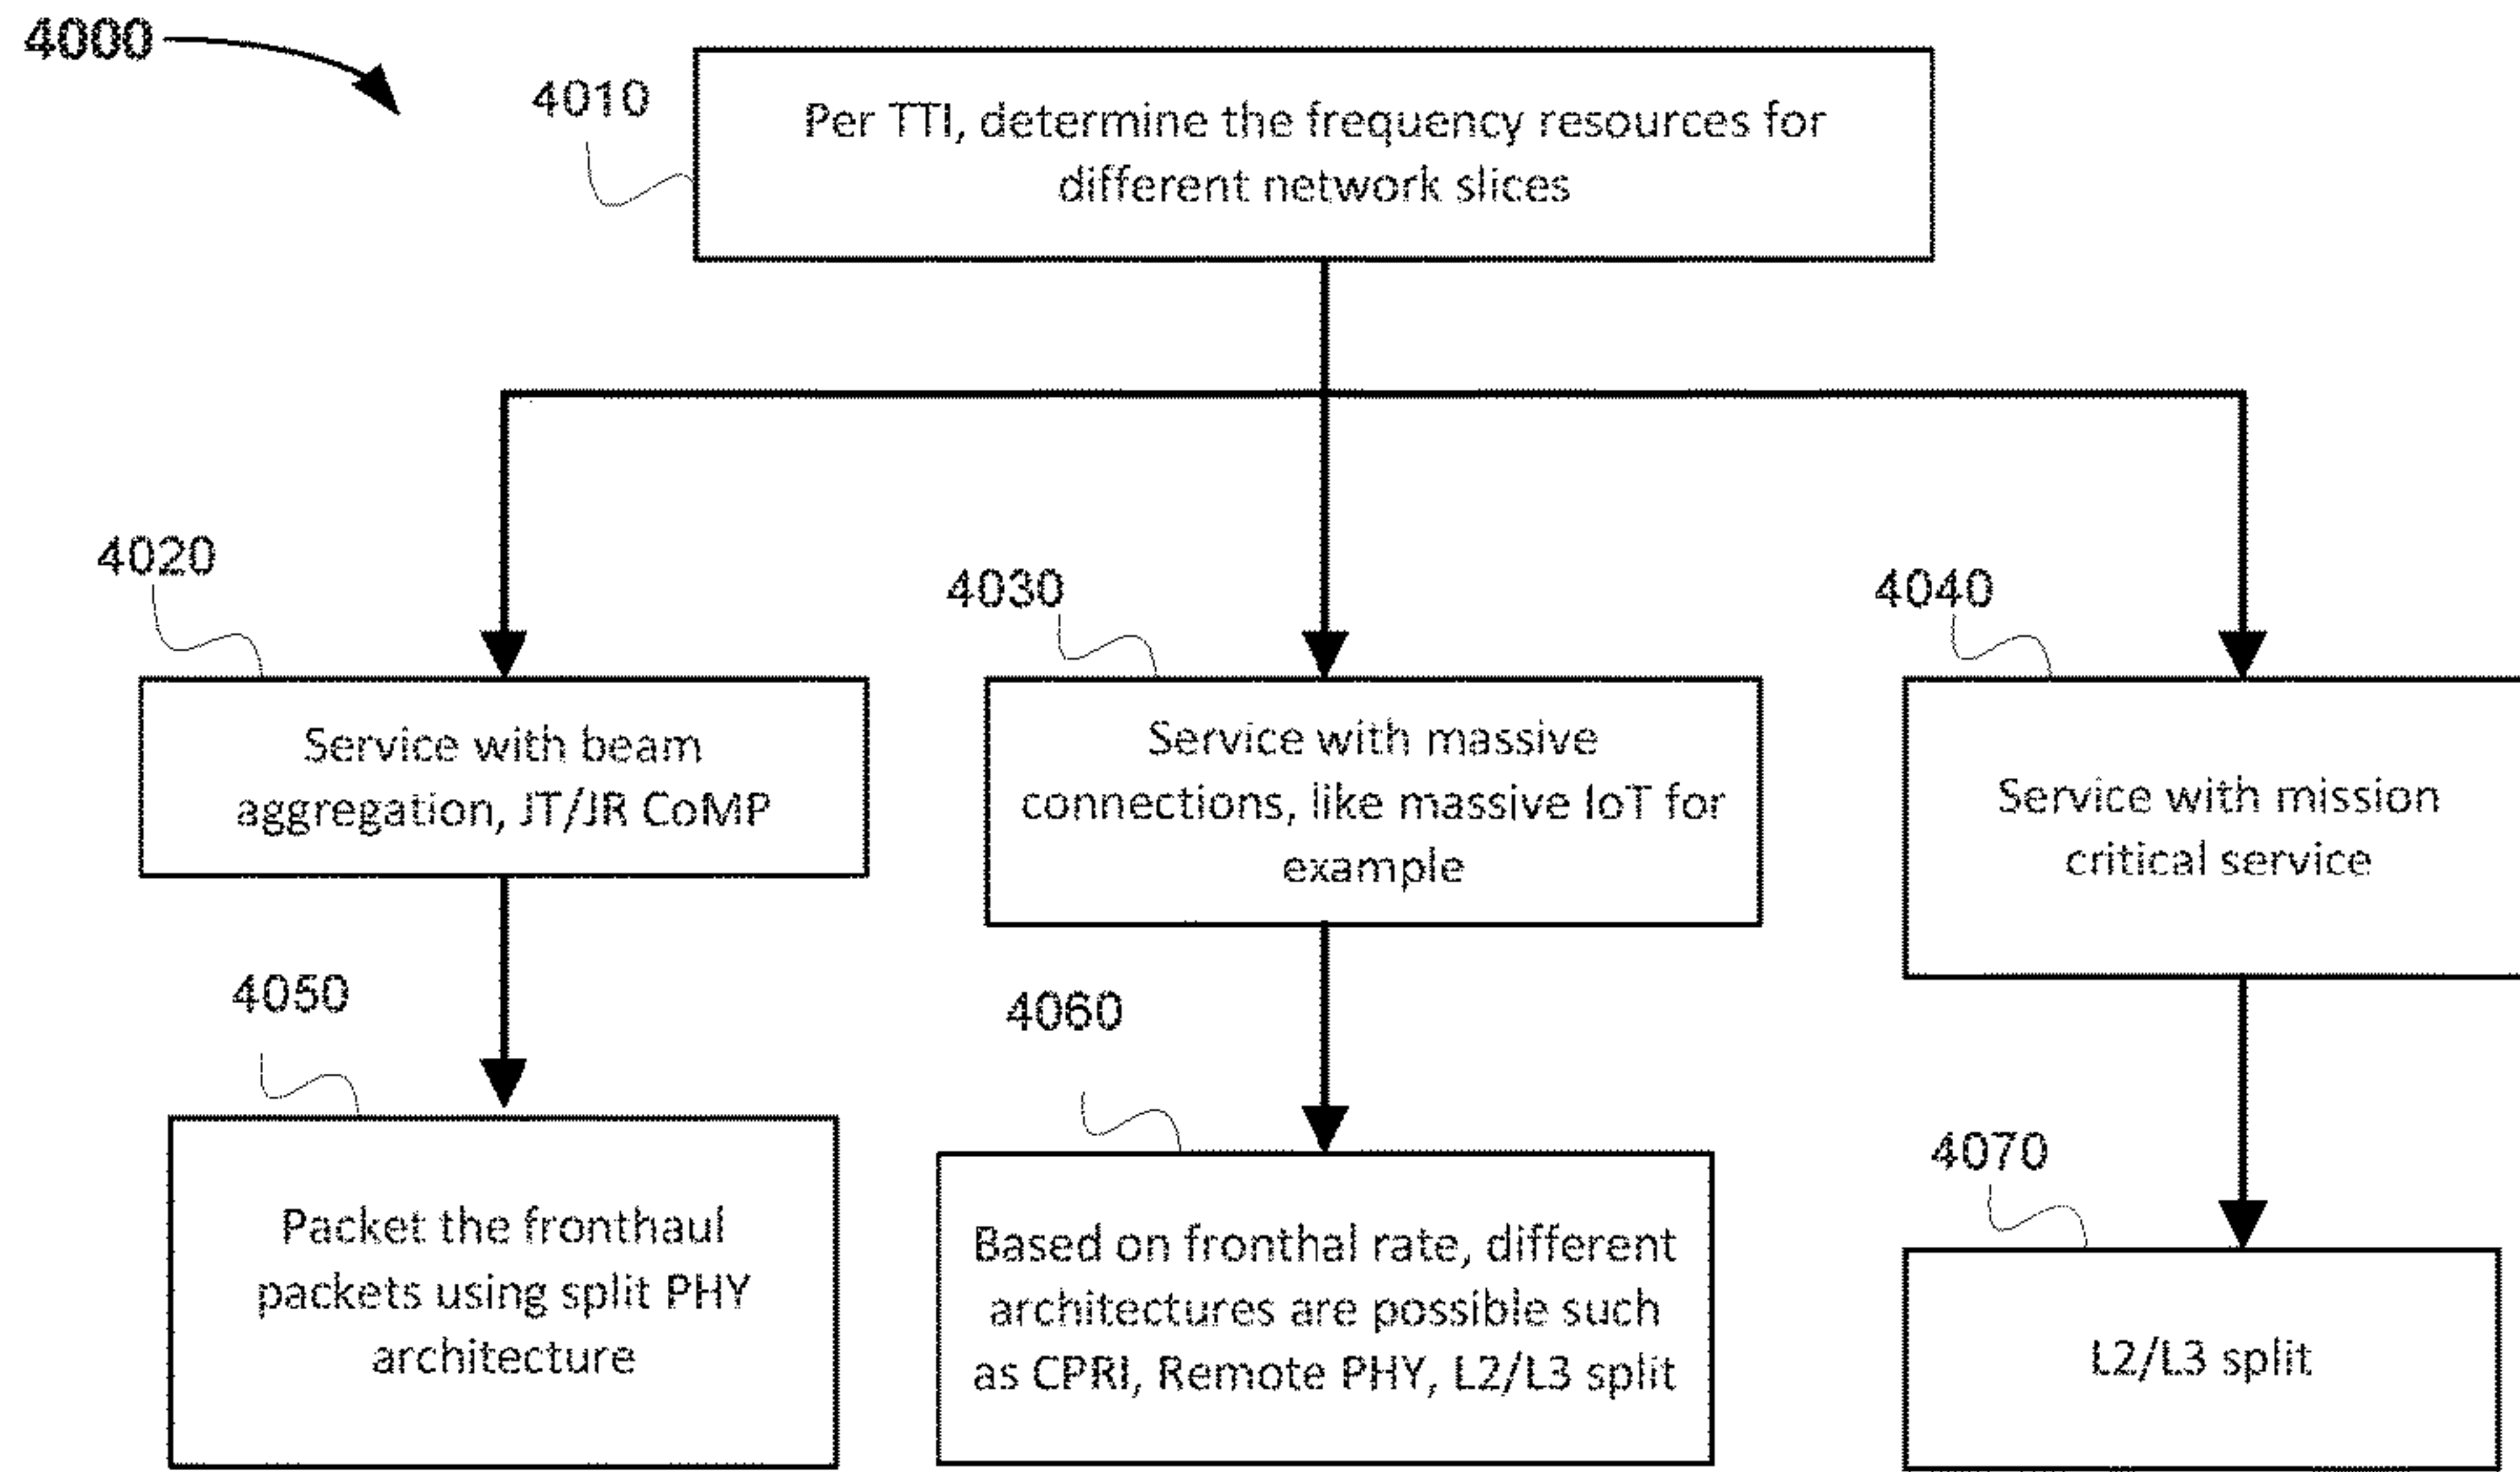 4000
4010
Per TTI, determine the frequency resources for
different network slices
4020
4030
4040
Service with beam
aggregation, JT/JR CoMP
Service with massive
connections, like massive IoT for
example
Service with mission
critical service
4050
4060
4070
Packet the fronthaul
packets using split PHY
architecture
Based on fronthal rate, different
architectures are possible such
as CPRI, Remote PHY, L2/L3 split
L2/L3 split